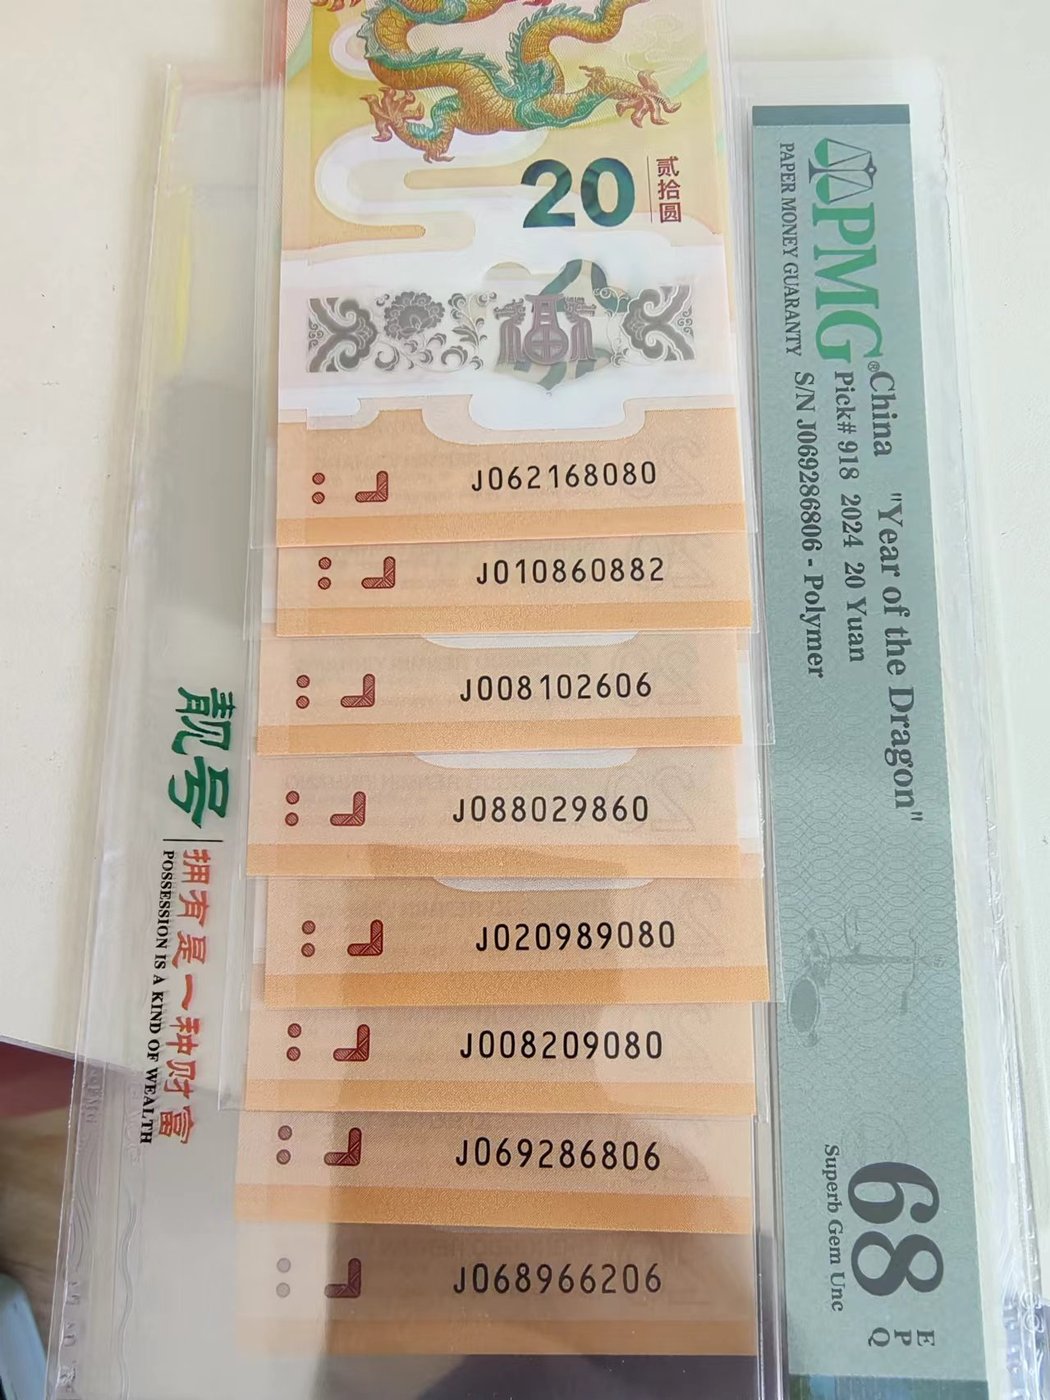 20
贰拾圆
J062168080
J010860882
J008102606
J088029860
J020989080
J008209080
J069286806
J068966206
靓号
拥有是一种财富
POSSESSION IS A KIND OF WEALTH
PMG®
PAPER MONEY GUARANTY
China "Year of the Dragon"
Pick# 918 2024 20 Yuan
S/N J069286806 - Polymer
68 EPQ
Superb Gem Unc